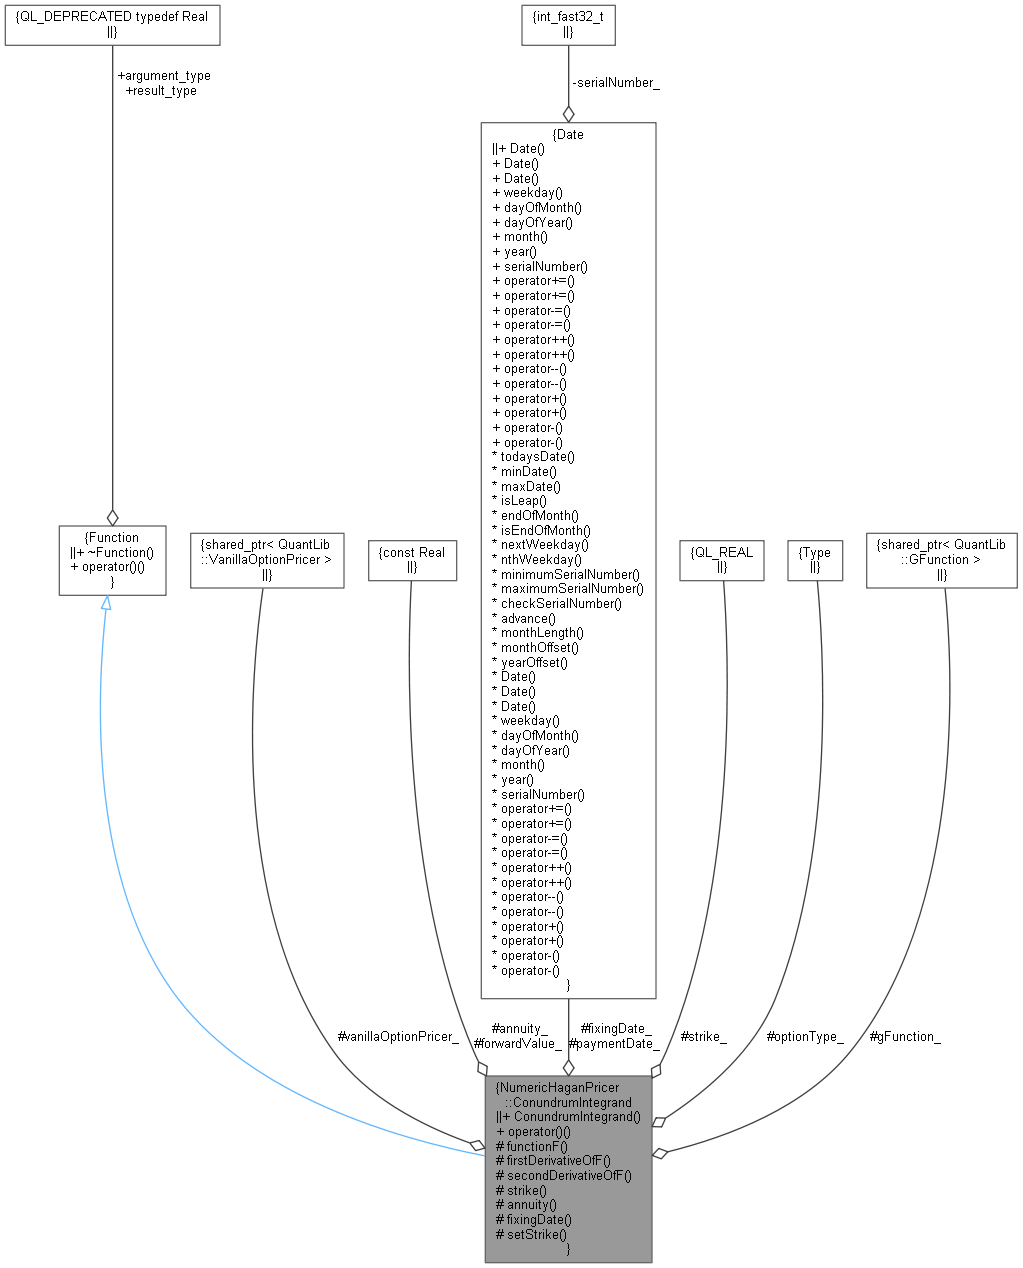 {QL_DEPRECATED typedef Real
||}
{int_fast32_t
||}
+argument_type
+result_type
-serialNumber_
{Date
||+ Date()
+ Date()
+ Date()
+ weekday()
+ dayOfMonth()
+ dayOfYear()
+ month()
+ year()
+ serialNumber()
+ operator+=()
+ operator+=()
+ operator-=()
+ operator-=()
+ operator++()
+ operator++()
+ operator--()
+ operator--()
+ operator+()
+ operator+()
+ operator-()
+ operator-()
* todaysDate()
* minDate()
* maxDate()
* isLeap()
* endOfMonth()
* isEndOfMonth()
* nextWeekday()
* nthWeekday()
* minimumSerialNumber()
* maximumSerialNumber()
* checkSerialNumber()
* advance()
* monthLength()
* monthOffset()
* yearOffset()
* Date()
* Date()
* Date()
* weekday()
* dayOfMonth()
* dayOfYear()
* month()
* year()
* serialNumber()
* operator+=()
* operator+=()
* operator-=()
* operator-=()
* operator++()
* operator++()
* operator--()
* operator--()
* operator+()
* operator+()
* operator-()
* operator-()
}
{Function
||+ ~Function()
+ operator()()
}
{shared_ptr< QuantLib
::VanillaOptionPricer >
||}
{const Real
||}
{QL_REAL
||}
{Type
||}
{shared_ptr< QuantLib
::GFunction >
||}
#vanillaOptionPricer_
#annuity_
#forwardValue_
#fixingDate_
#paymentDate_
#strike_
#optionType_
#gFunction_
{NumericHaganPricer
::ConundrumIntegrand
||+ ConundrumIntegrand()
+ operator()()
# functionF()
# firstDerivativeOfF()
# secondDerivativeOfF()
# strike()
# annuity()
# fixingDate()
# setStrike()
}